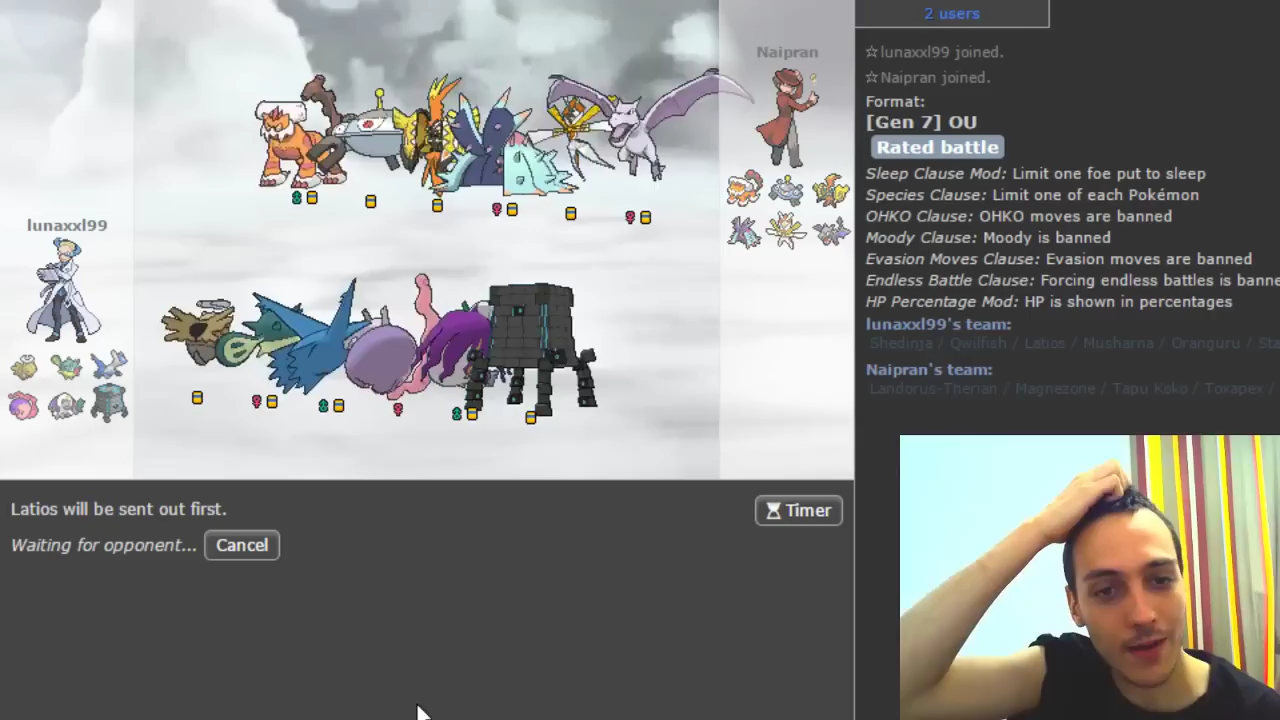 2 users
Naipran
lunaxxl99
☆lunaxxl99 joined.
☆Naipran joined.
Format:
[Gen 7] OU
Rated battle
Sleep Clause Mod: Limit one foe put to sleep
Species Clause: Limit one of each Pokémon
OHKO Clause: OHKO moves are banned
Moody Clause: Moody is banned
Evasion Moves Clause: Evasion moves are banned
Endless Battle Clause: Forcing endless battles is banne
HP Percentage Mod: HP is shown in percentages
lunaxxl99's team:
Shedinja / Qwilfish / Latios / Musharna / Oranguru / Sta
Naipran's team:
Landorus-Therian / Magnezone / Tapu Koko / Toxapex /
Latios will be sent out first.
Timer
Waiting for opponent...
Cancel